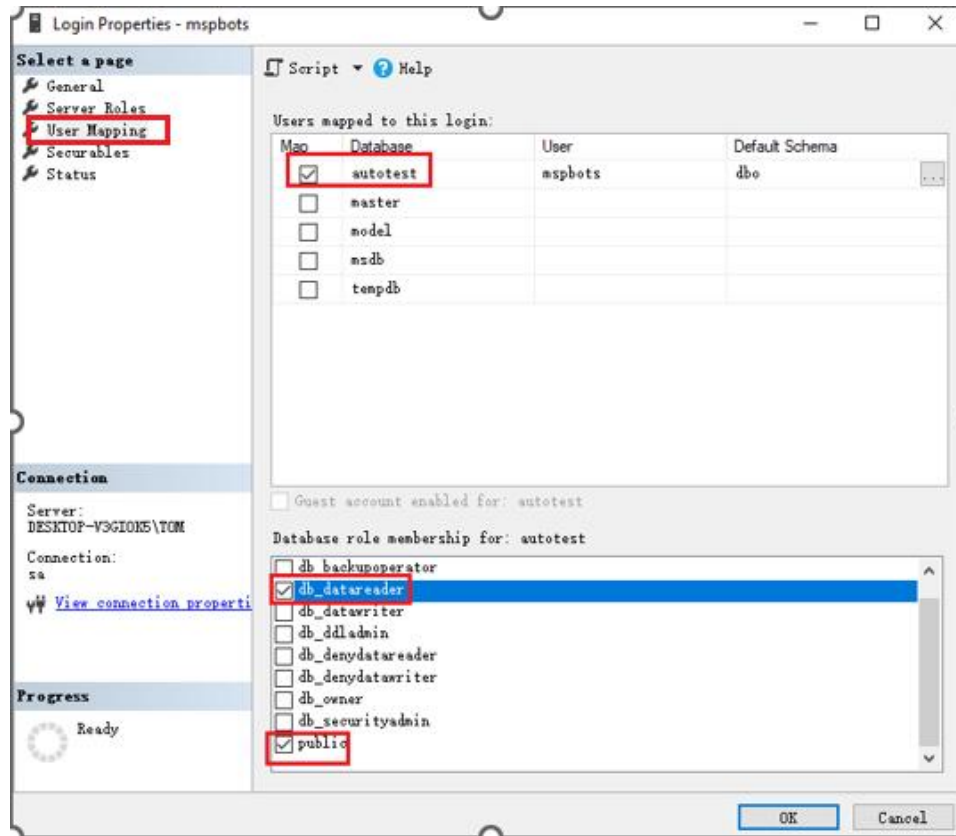 Login Properties - mspbots
Select a page
General
Server Roles
User Mapping
Securables
Status
Script Help
Users mapped to this login:
Map Database User Default Schema
autotest mspbots dbo ...
master
model
msdb
tempdb
Guest account enabled for: autotest
Database role membership for: autotest
db_backupoperator
db_datareader
db_datawriter
db_ddladmin
db_denydatareader
db_denydatawriter
db_owner
db_securityadmin
public
Connection
Server:
DESKTOP-V3GIOK5\TOM
Connection:
sa
View connection properti
Progress
Ready
OK Cancel